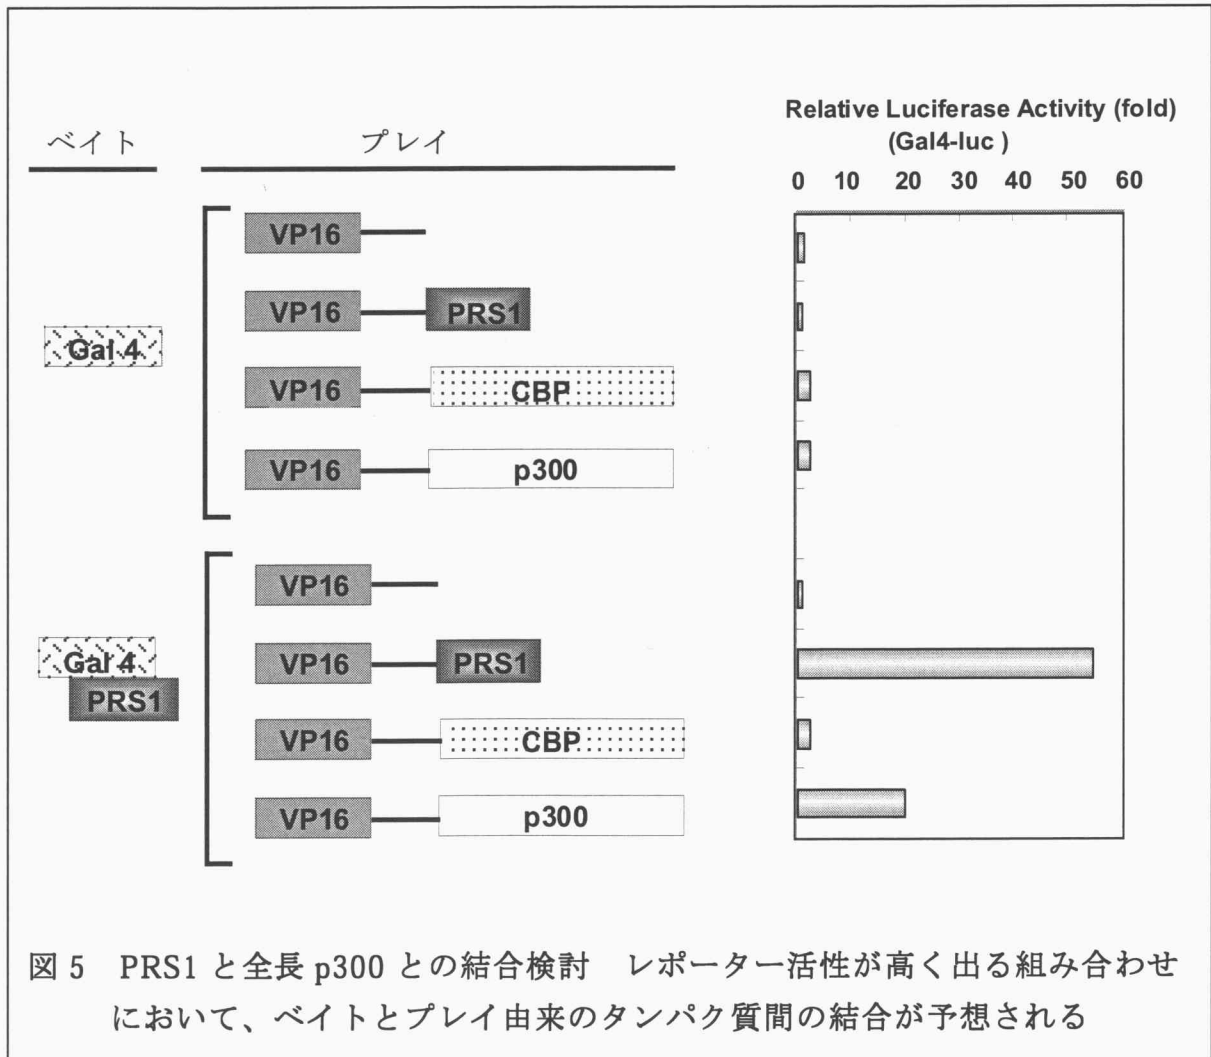 Relative Luciferase Activity (fold)
(Gal4-luc )
ベイト
プレイ
0 10 20 30 40 50 60
VP16
VP16 PRS1
Gal 4
VP16 CBP
VP16 p300
VP16
Gal 4
VP16 PRS1
PRS1
VP16 CBP
VP16 p300
図 5 PRS1 と全長 p300 との結合検討 レポーター活性が高く出る組み合わせ
において、ベイトとプレイ由来のタンパク質間の結合が予想される